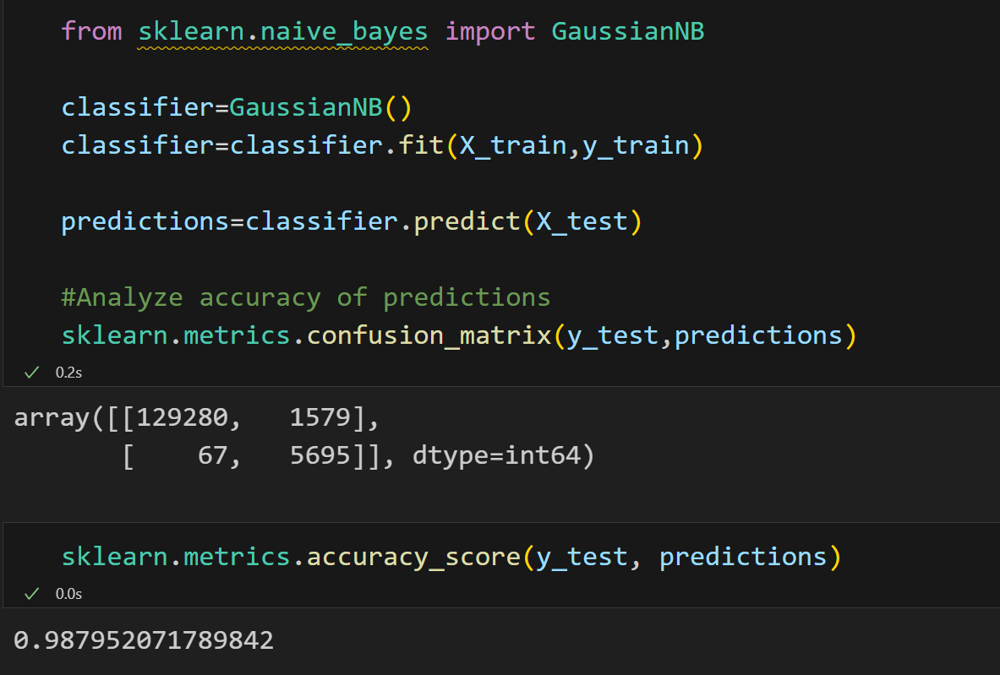 from sklearn.naive_bayes import GaussianNB
classifier=GaussianNB()
classifier=classifier.fit(X_train,y_train)
predictions=classifier.predict(X_test)
#Analyze accuracy of predictions
sklearn.metrics.confusion_matrix(y_test,predictions)
0.2s
array([[129280,   1579],
       [    67,   5695]], dtype=int64)
sklearn.metrics.accuracy_score(y_test, predictions)
0.0s
0.987952071789842